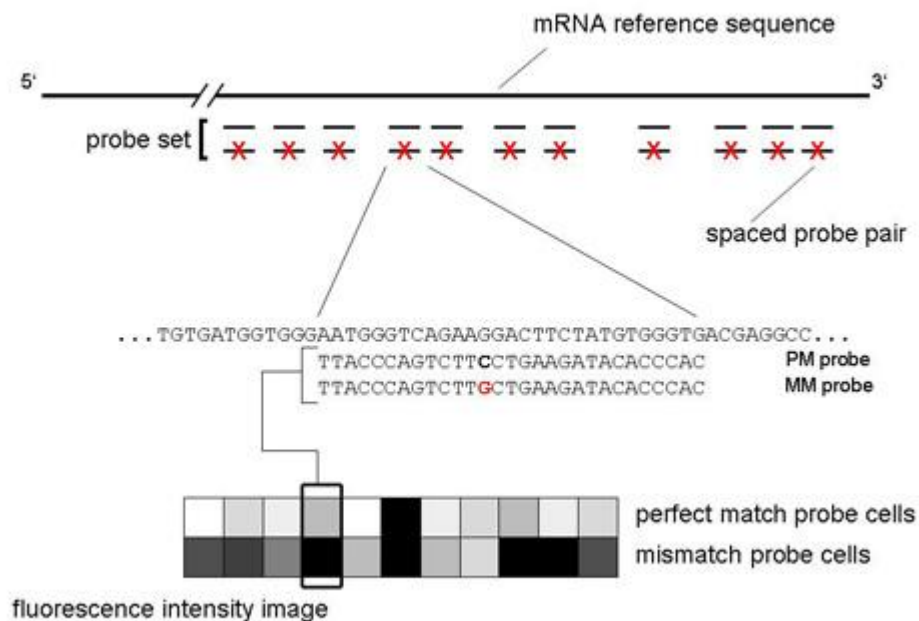 mRNA reference sequence
5'
3'
probe set
X X X X X X X X X X X
spaced probe pair
...TGTGATGGTGGGAATGGGTCAGAAGGACTTCTATGTGGGTGACGAGGCC...
TTACCCAGTCTTCCTGAAGATACACCCAC PM probe
TTACCCAGTCTTGCTGAAGATACACCCAC MM probe
perfect match probe cells
mismatch probe cells
fluorescence intensity image